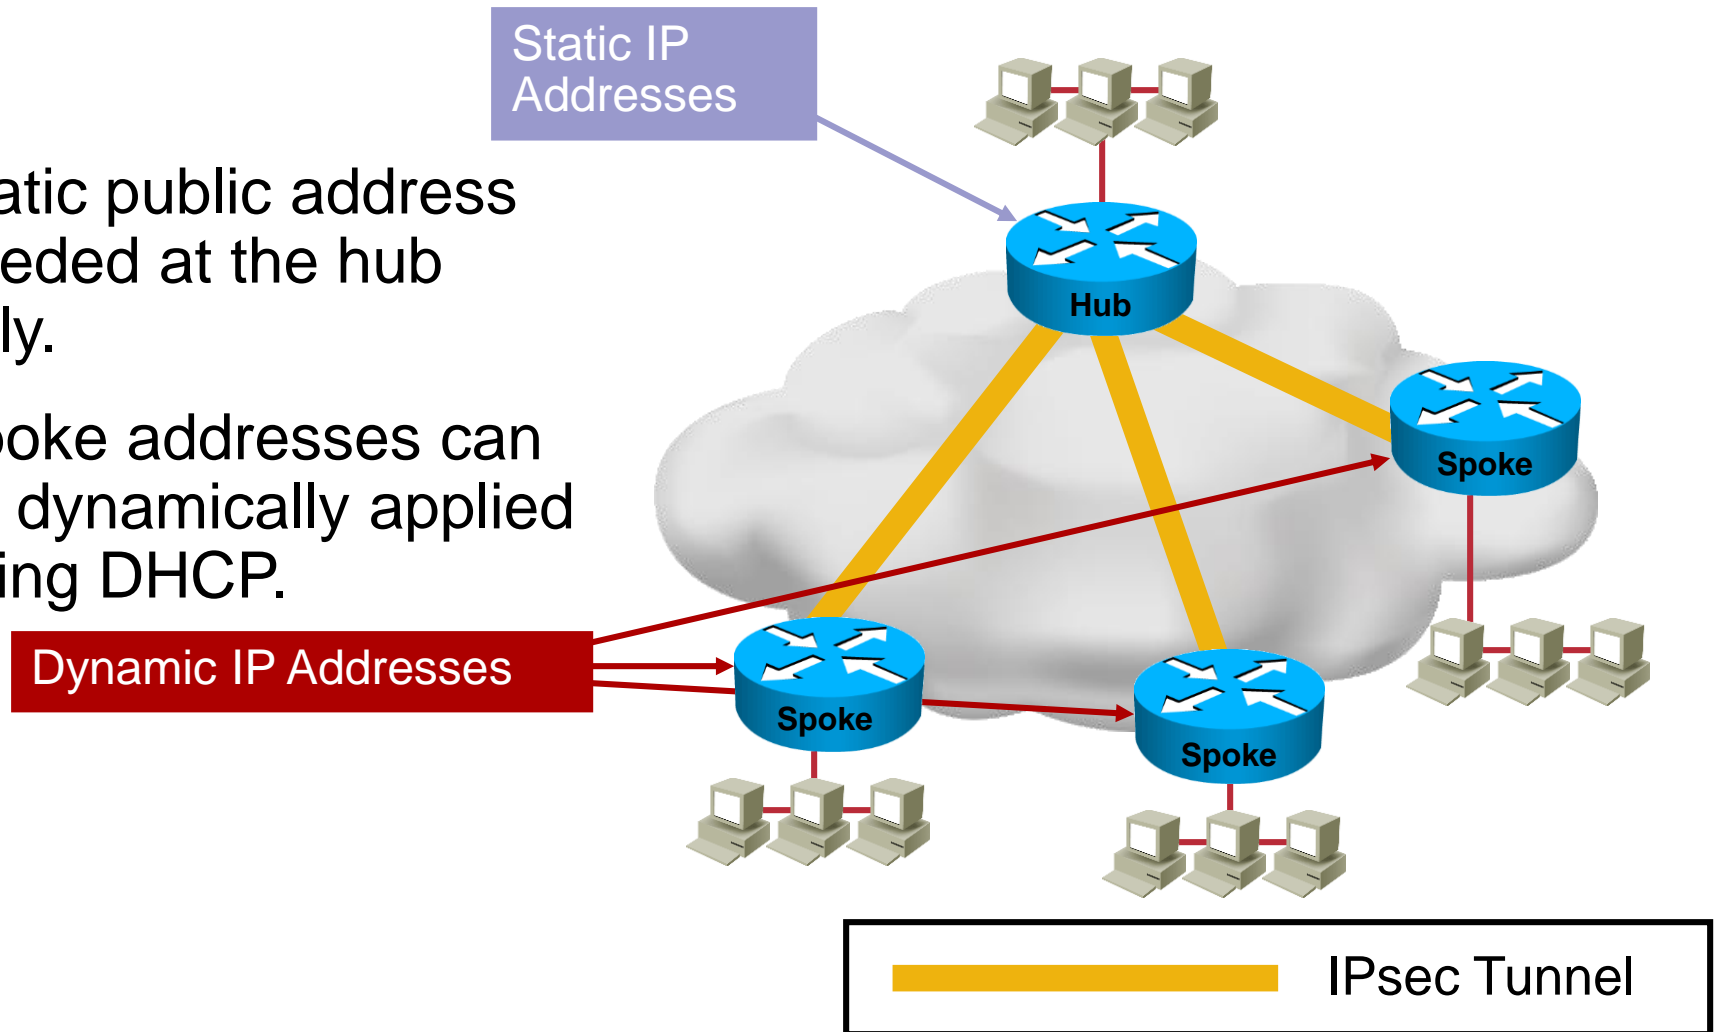 Static IP
Addresses
atic public address
eded at the hub
ly.
oke addresses can
dynamically applied
ing DHCP.
Dynamic IP Addresses
Hub
Spoke
Spoke
Spoke
IPsec Tunnel